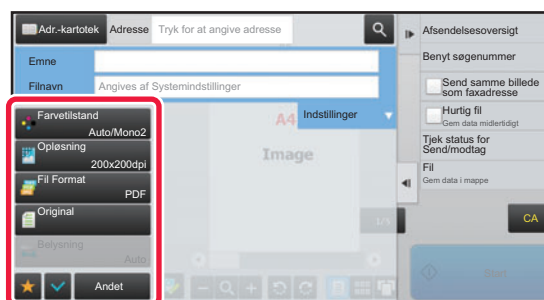 Adr.-kartotek
Adresse
Tryk for at angive adresse
Emne
Filnavn
Angives af Systemindstillinger
Indstillinger
Farvetilstand
Auto/Mono2
Opløsning
200x200dpi
Fil Format
PDF
Original
Belysning
Auto
Andet
A4
Image
1/5
Afsendelsesoversigt
Benyt søgenummer
Send samme billede
som faxadresse
Hurtig fil
Gem data midlertidigt
Tjek status for
Send/modtag
Fil
Gem data i mappe
CA
Start